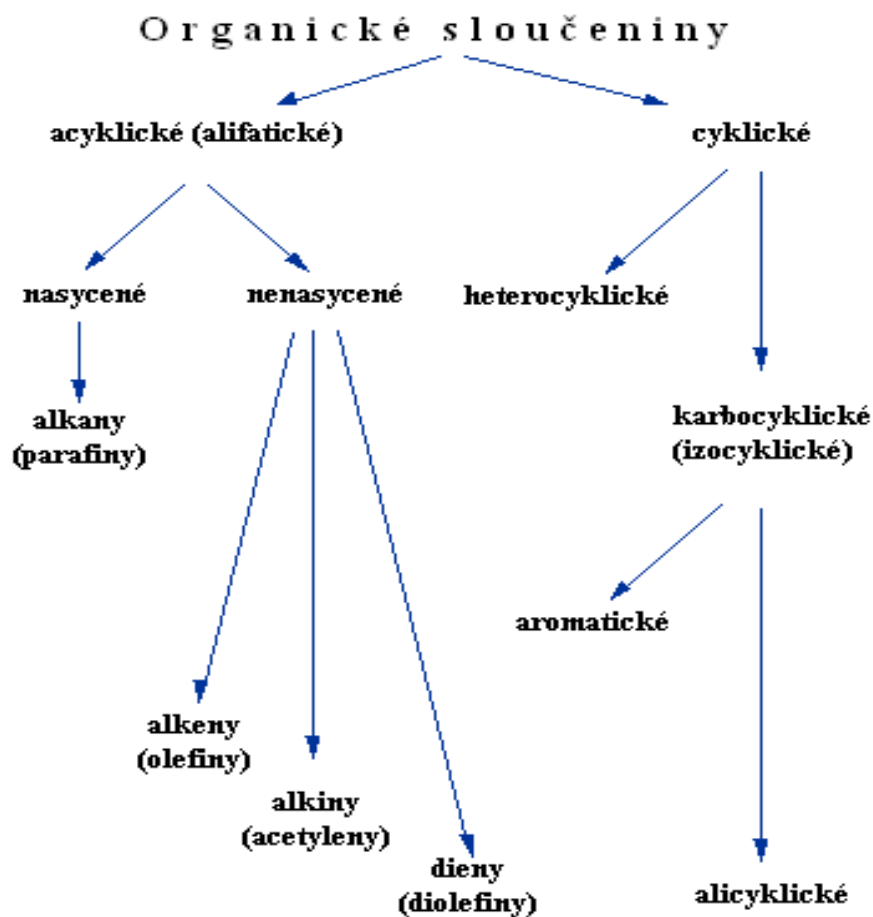 Organické sloučeniny
acyklické (alifatické)
cyklické
nasycené
nenasycené
heterocyklické
alkany
(parafiny)
karbocyklické
(izocyklické)
aromatické
alkeny
(olefiny)
alkiny
(acetyleny)
dieny
(diolefiny)
alicyklické